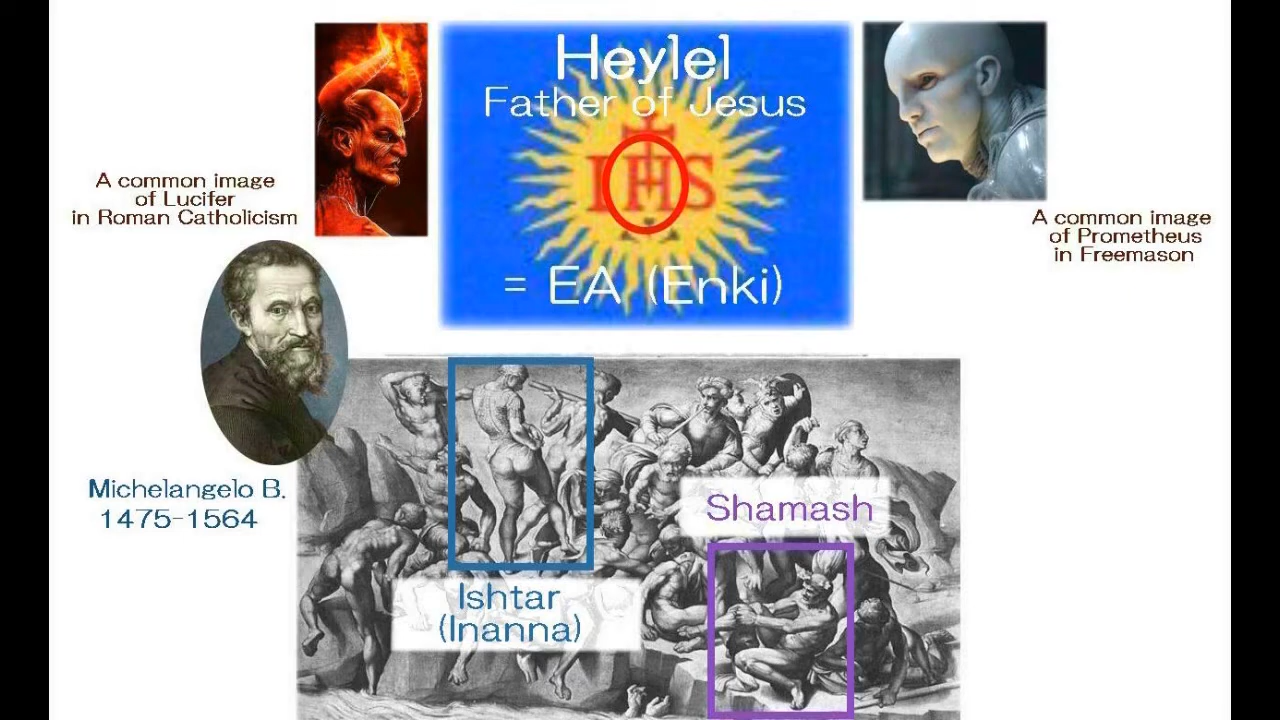 Heylel
Father of Jesus
IHS
= EA (Enki)
A common image
of Lucifer
in Roman Catholicism
A common image
of Prometheus
in Freemason
Michelangelo B.
1475-1564
Shamash
Ishtar
(Inanna)